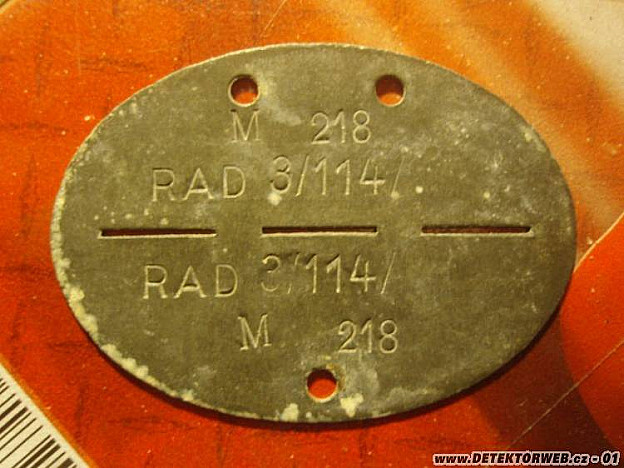 M 218
RAD 3/114/
RAD 3/114/
M 218
www.DETEKTORWEB.cz - 01